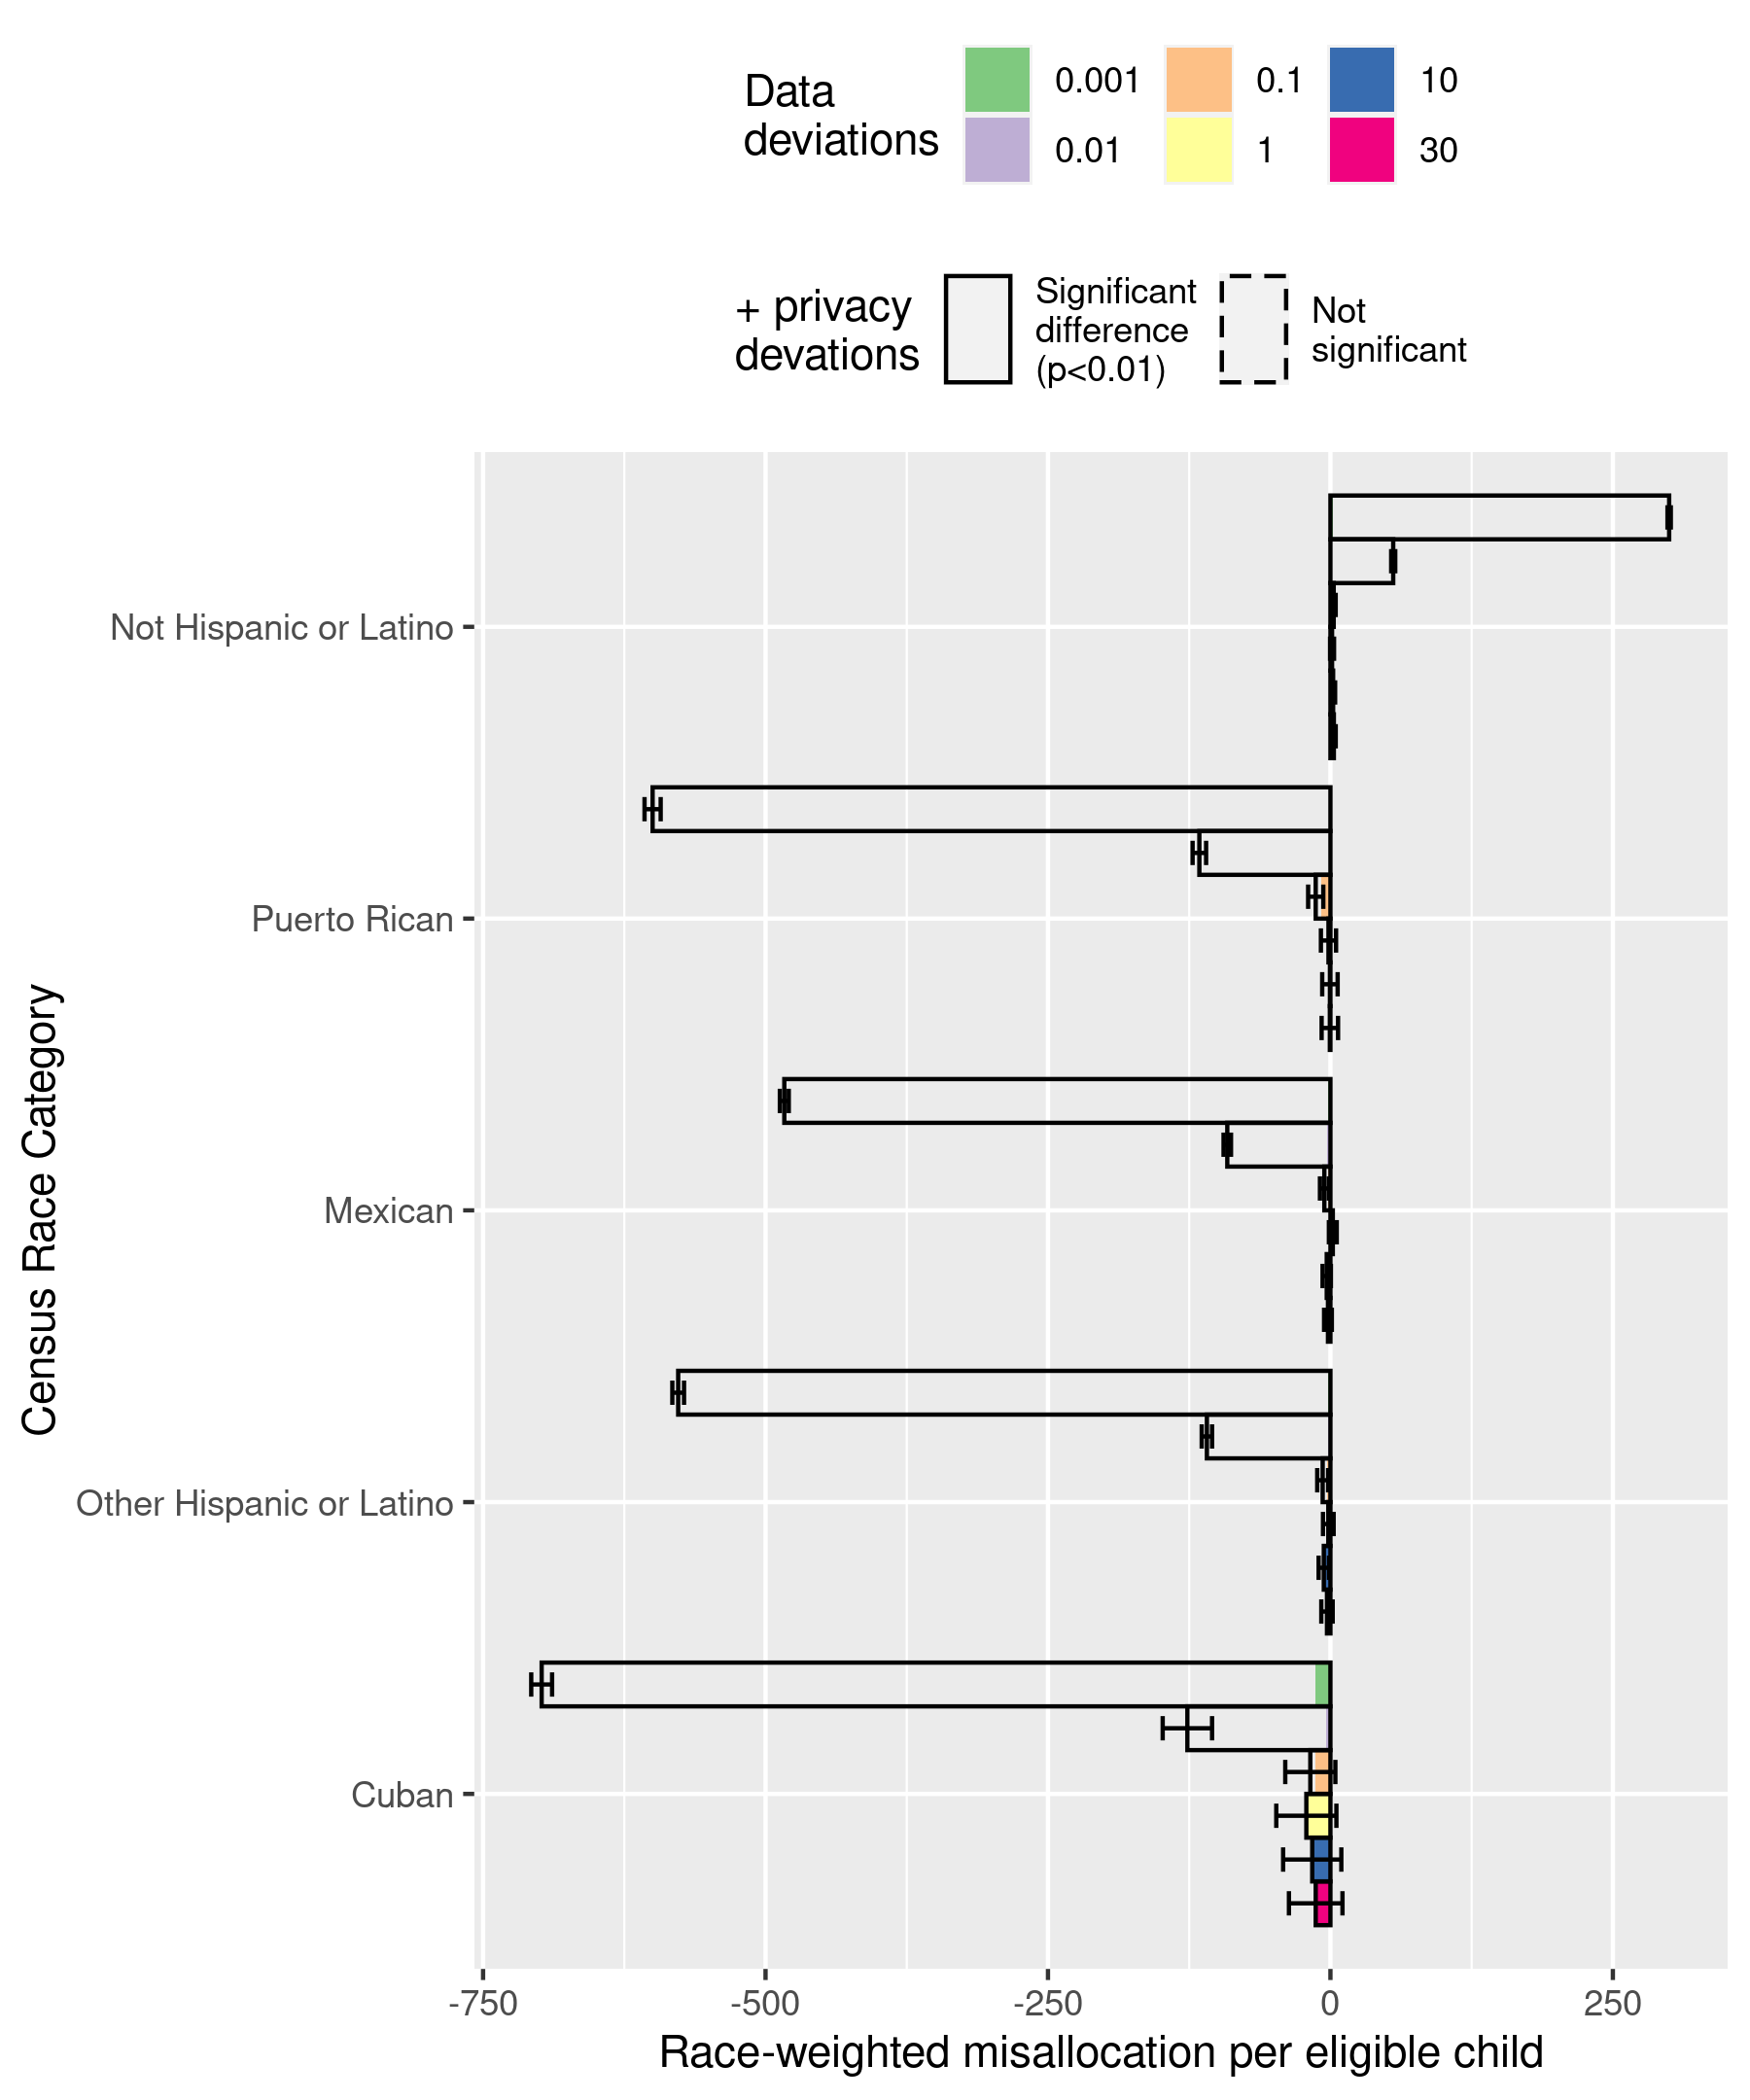 Data
deviations
0.001
0.1
10
0.01
1
30
+ privacy
devations
Significant
difference
(p<0.01)
Not
significant
Census Race Category
Not Hispanic or Latino
Puerto Rican
Mexican
Other Hispanic or Latino
Cuban
-750
-500
-250
0
250
Race-weighted misallocation per eligible child